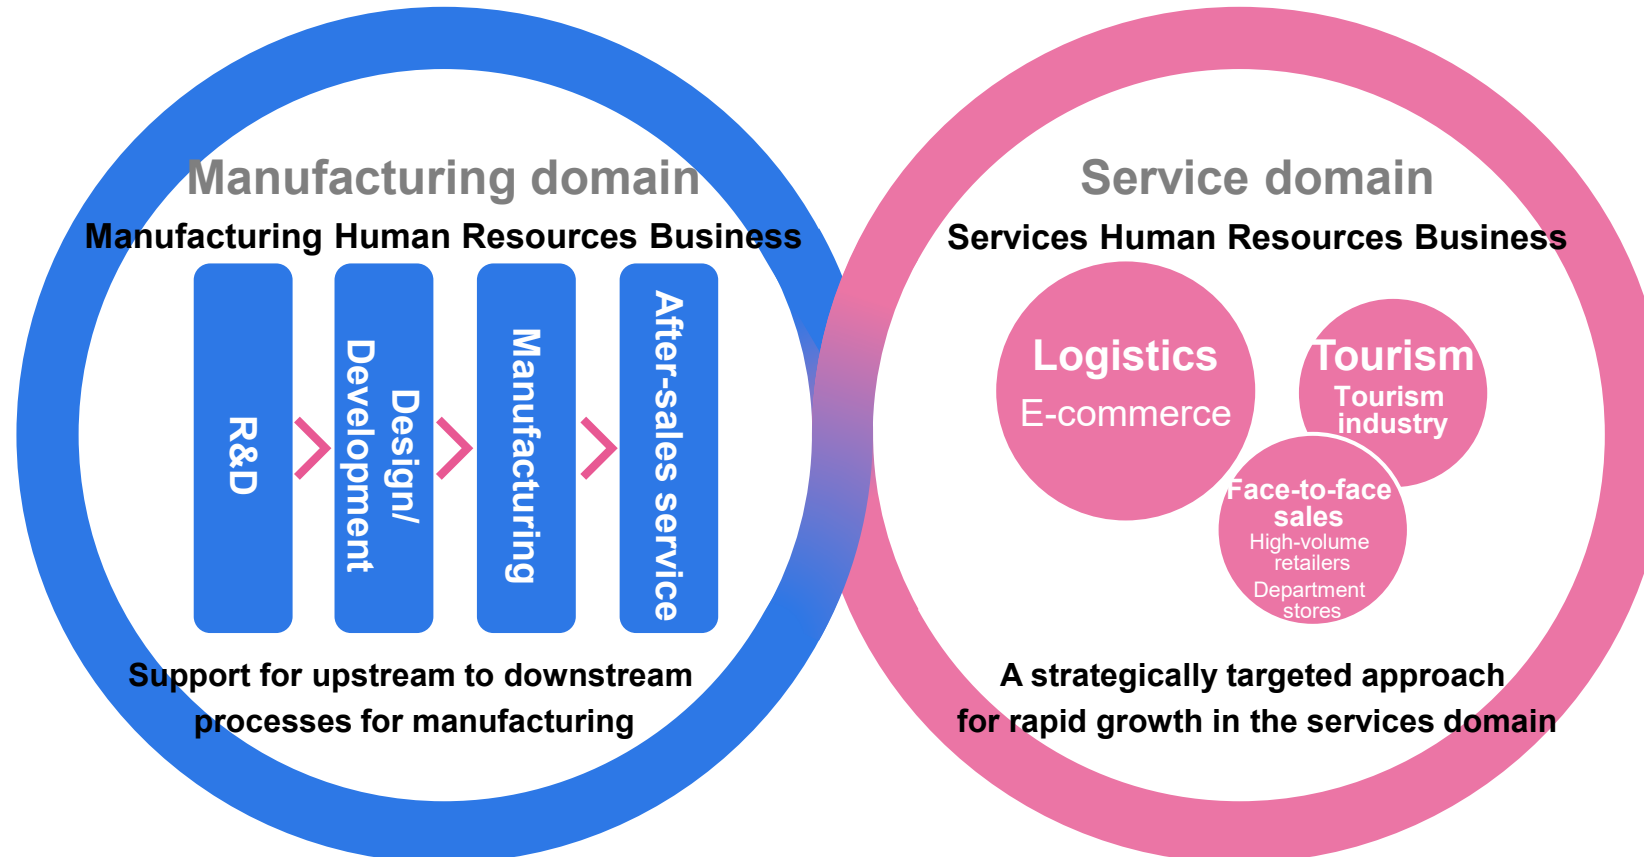 Manufacturing domain
Manufacturing Human Resources Business
R&D
Design/
Development
Manufacturing
After-sales service
Support for upstream to downstream
processes for manufacturing
Service domain
Services Human Resources Business
Logistics
E-commerce
Tourism
Tourism
industry
Face-to-face
sales
High-volume
retailers
Department
stores
A strategically targeted approach
for rapid growth in the services domain